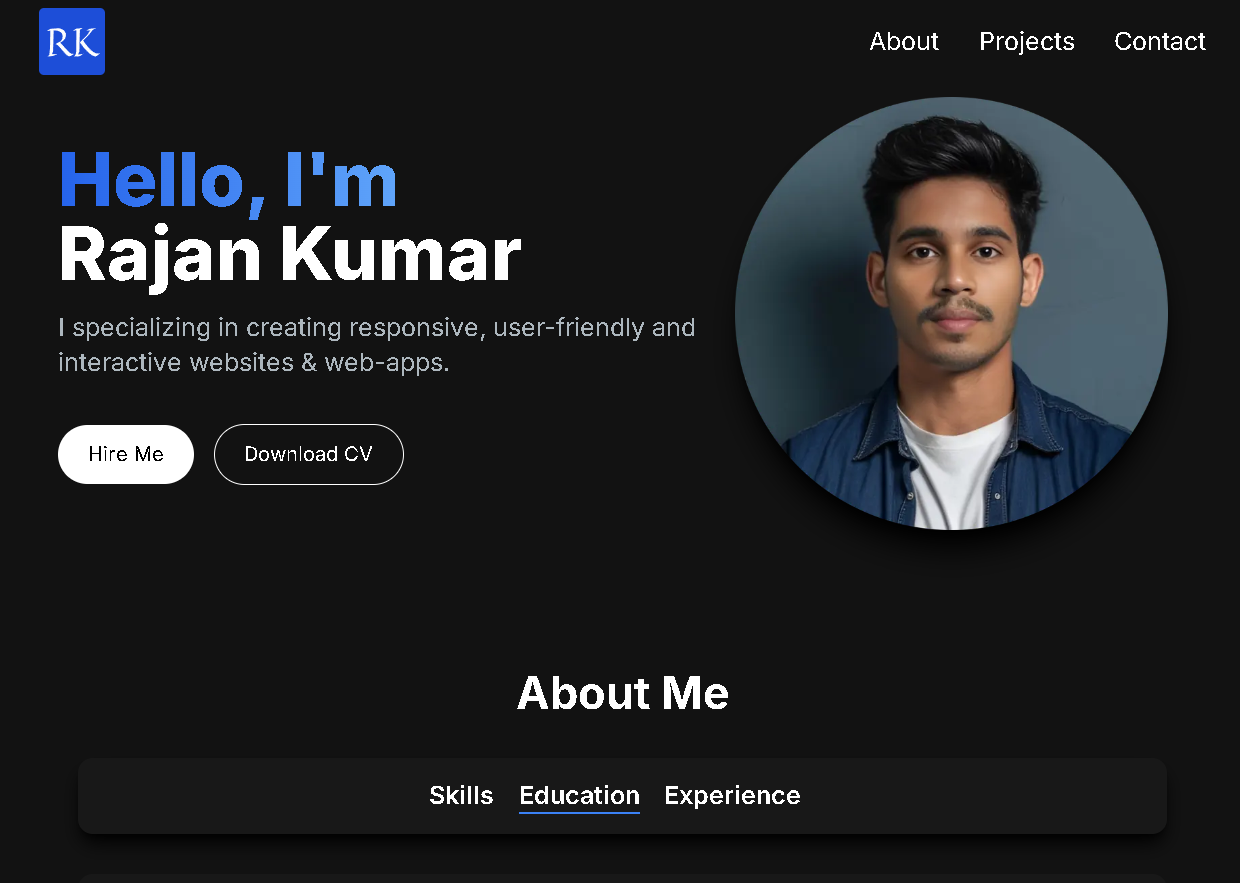 RK
About Projects Contact
Hello, I'm
Rajan Kumar
I specializing in creating responsive, user-friendly and
interactive websites & web-apps.
Hire Me Download CV
About Me
Skills Education Experience